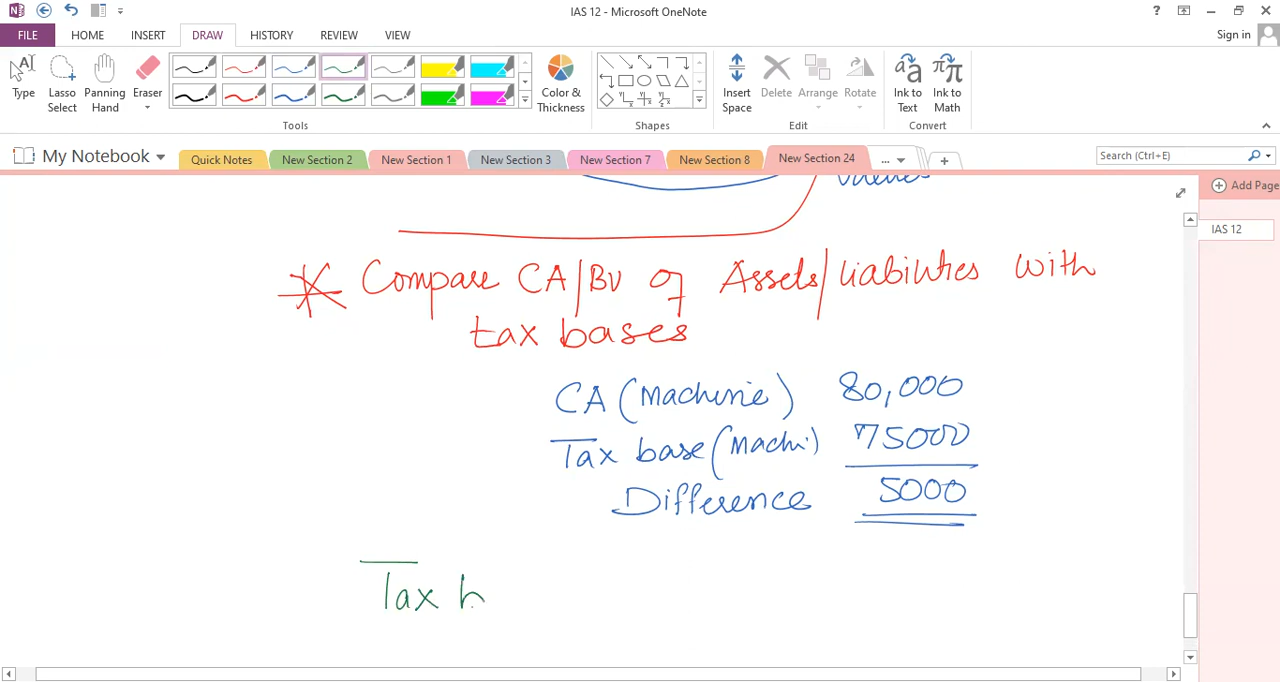 IAS 12 - Microsoft OneNote
FILE HOME INSERT DRAW HISTORY REVIEW VIEW Sign in
Type Lasso Select Panning Hand Eraser Color & Thickness Insert Space Delete Arrange Rotate Ink to Text Ink to Math
Tools Shapes Edit Convert
My Notebook Quick Notes New Section 2 New Section 1 New Section 3 New Section 7 New Section 8 New Section 24 ... Search (Ctrl+E)
Add Page
values
IAS 12
Compare CA/BV of Assets/liabilities with
tax bases
CA (Machine) 80,000
Tax base (Machi) 75000
Difference 5000
Tax